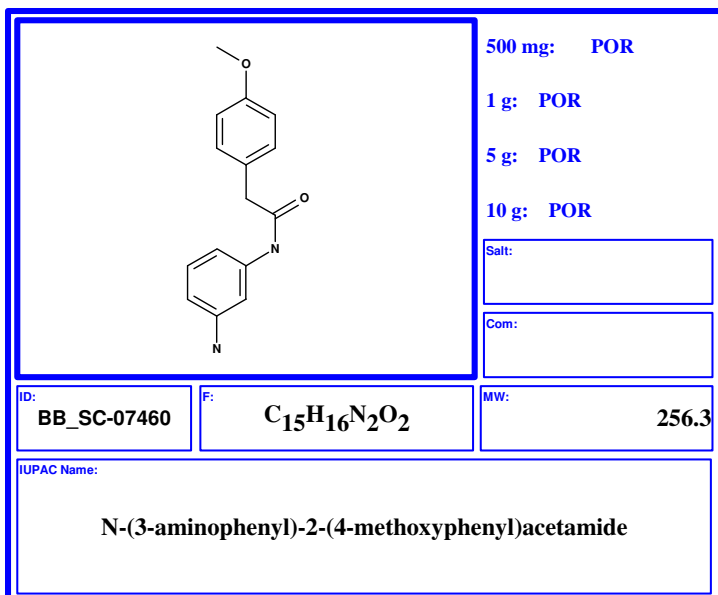 O
O
N
N
500 mg: POR
1 g: POR
5 g: POR
10 g: POR
Salt:
Com:
ID:
BB_SC-07460
F:
C15H16N2O2
MW:
256.3
IUPAC Name:
N-(3-aminophenyl)-2-(4-methoxyphenyl)acetamide